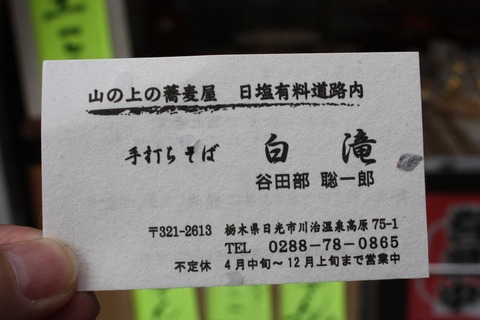 山の上の蕎麦屋 日塩有料道路内
手打ちそば 白滝
谷田部 聡一郎
〒321-2613 栃木県日光市川治温泉高原75-1
TEL 0288-78-0865
不定休 4月中旬～12月上旬まで営業中